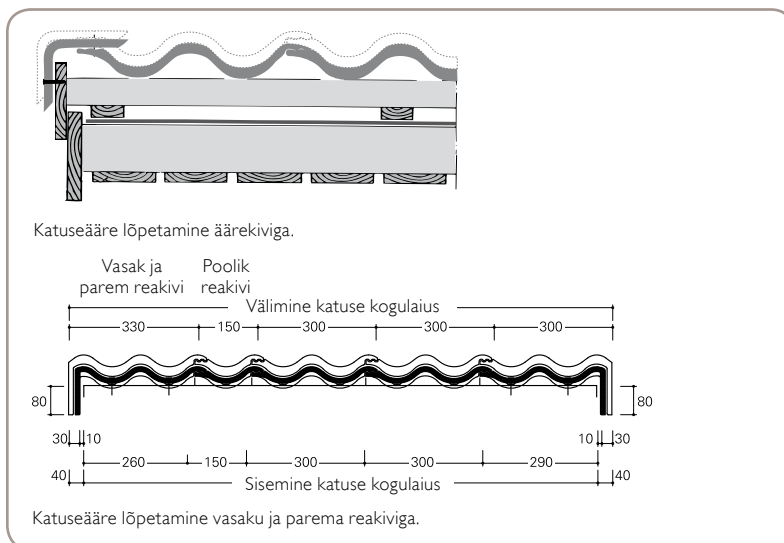 Katuseääre lõpetamine äärekiviga.
Vasak ja
parem reakivi
Poolik
reakivi
Välimine katuse kogulaius
330 150 300 300 300
80 80
30 10 10 30
260 150 300 300 290
40 40
Sisemine katuse kogulaius
Katuseääre lõpetamine vasaku ja parema reakiviga.